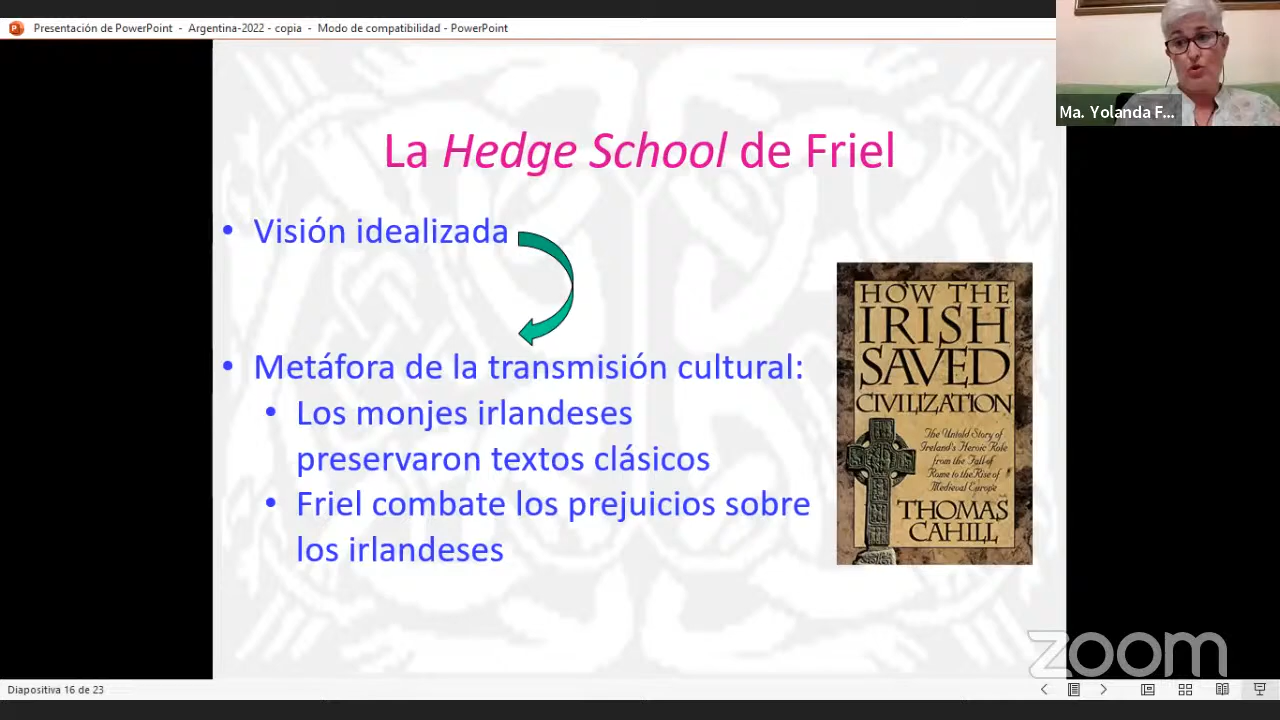 Presentación de PowerPoint - Argentina-2022 - copia - Modo de compatibilidad - PowerPoint
Ma. Yolanda F...
La Hedge School de Friel
• Visión idealizada
• Metáfora de la transmisión cultural:
• Los monjes irlandeses
preservaron textos clásicos
• Friel combate los prejuicios sobre
los irlandeses
HOW THE
IRISH
SAVED
CIVILIZATION
The Untold Story of
Ireland's Heroic Role
from the Fall of
Rome to the Rise of
Medieval Europe
THOMAS
CAHILL
zoom
Diapositiva 16 de 23